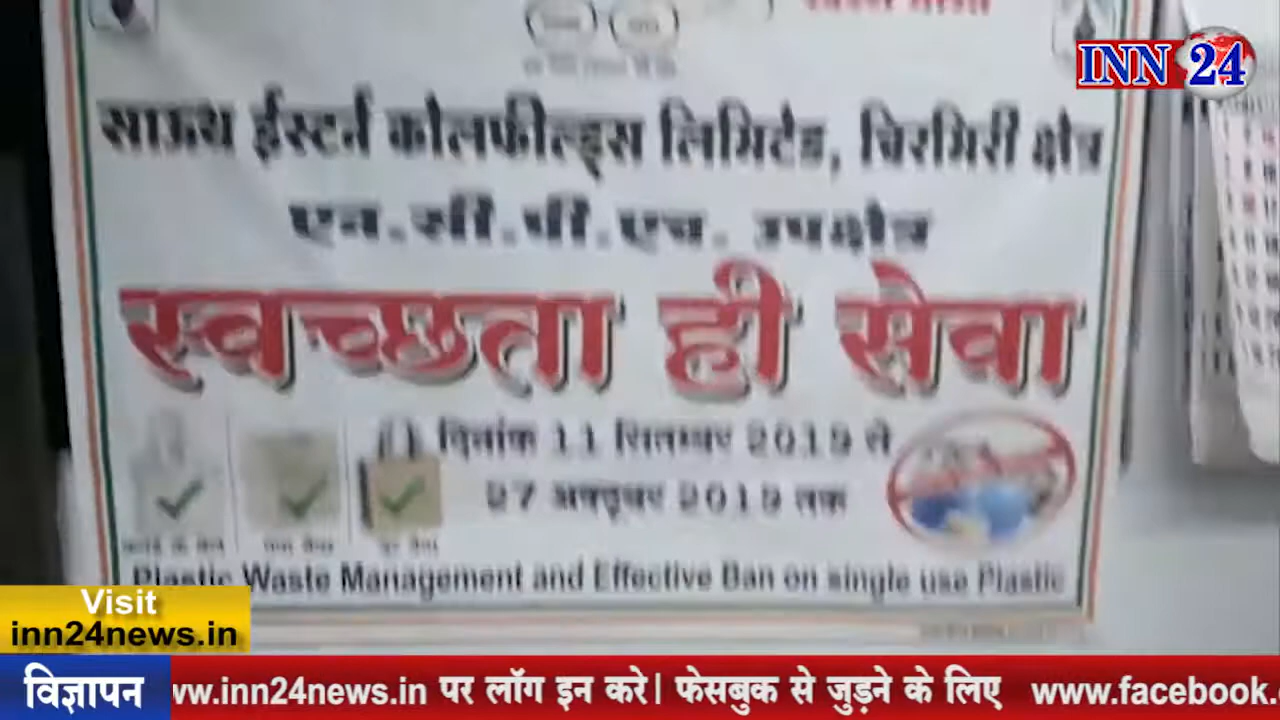 INN 24
साऊथ ईस्टर्न कोलफील्ड्स लिमिटेड, चिरमिरी क्षेत्र
एन.सी.पी.एच. उपक्षेत्र
स्वच्छता ही सेवा
दिनांक 11 सितम्बर 2019 से
27 अक्टूबर 2019 तक
Plastic Waste Management and Effective Ban on single use Plastic
Visit
inn24news.in
विज्ञापन
ww.inn24news.in पर लॉग इन करे। फेसबुक से जुड़ने के लिए www.facebook.